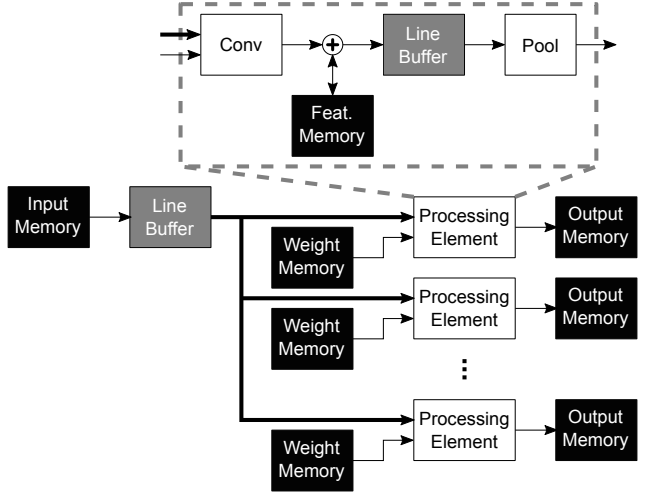 Conv
Line
Buffer
Pool
Feat.
Memory
Input
Memory
Line
Buffer
Processing
Element
Output
Memory
Weight
Memory
Processing
Element
Output
Memory
Weight
Memory
Processing
Element
Output
Memory
Weight
Memory